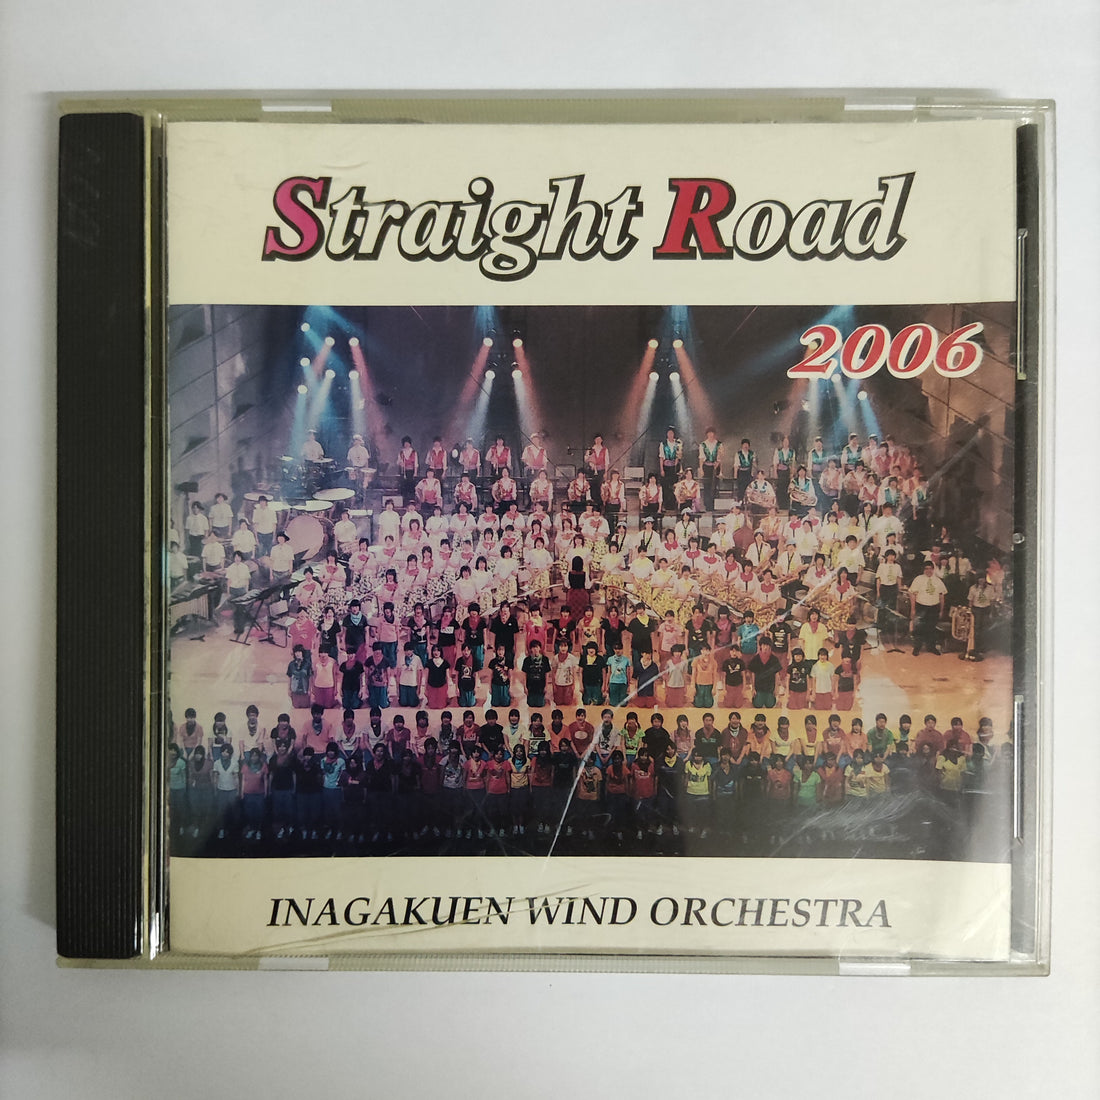 Straight Road
2006
INAGAKUEN WIND ORCHESTRA